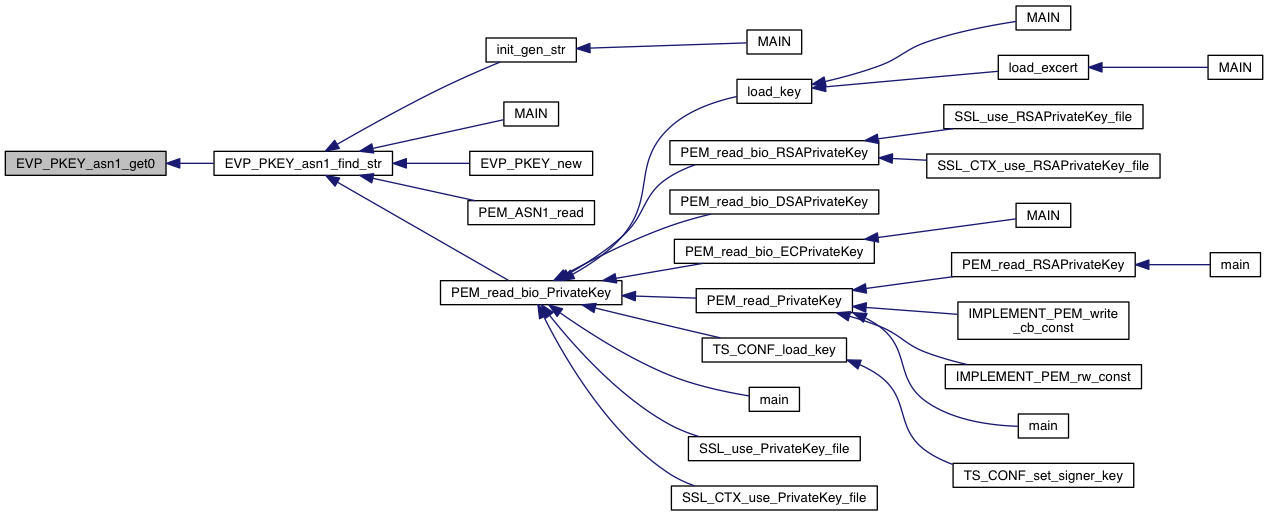 EVP_PKEY_asn1_get0
EVP_PKEY_asn1_find_str
init_gen_str
MAIN
MAIN
EVP_PKEY_new
PEM_ASN1_read
PEM_read_bio_PrivateKey
load_key
MAIN
load_excert
MAIN
PEM_read_bio_RSAPrivateKey
SSL_use_RSAPrivateKey_file
SSL_CTX_use_RSAPrivateKey_file
PEM_read_bio_DSAPrivateKey
PEM_read_bio_ECPrivateKey
MAIN
PEM_read_PrivateKey
PEM_read_RSAPrivateKey
main
IMPLEMENT_PEM_write
_cb_const
IMPLEMENT_PEM_rw_const
main
TS_CONF_load_key
TS_CONF_set_signer_key
main
SSL_use_PrivateKey_file
SSL_CTX_use_PrivateKey_file